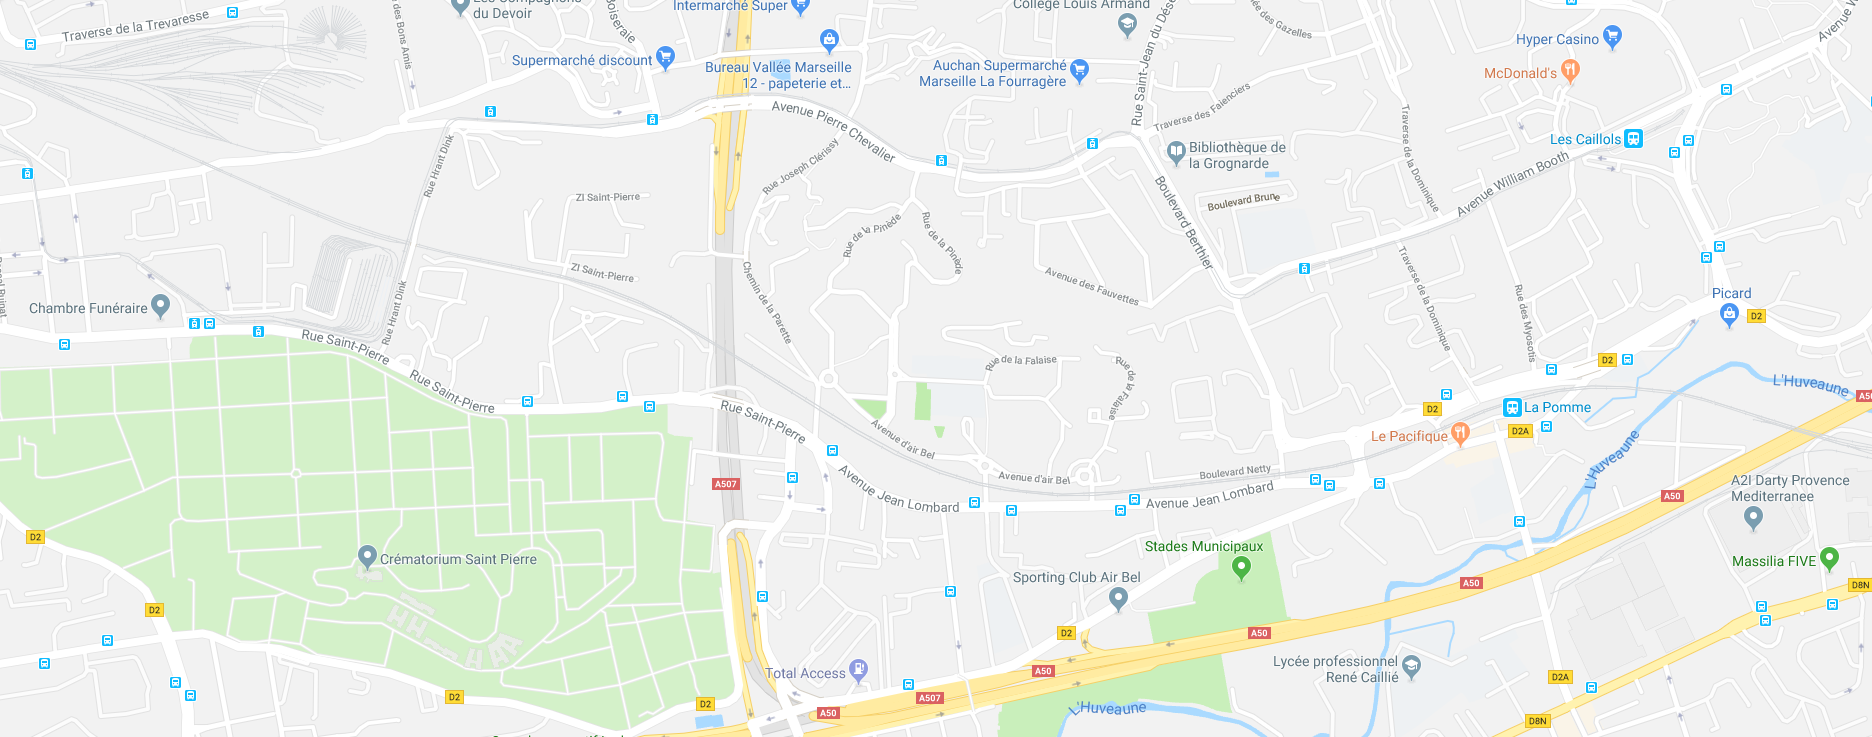 Les Compagnons
du Devoir
Intermarché Super
Collège Louis Armand
Traverse de la Trevaresse
des Bons Amis
Boiseraie
Supermarché discount
Bureau Vallée Marseille
12 - papeterie et...
Auchan Supermarché
Marseille La Fourragère
Rue Saint-Jean du Dés
ée des Gazelles
Hyper Casino
McDonald's
Avenue W
Avenue Pierre Chevalier
Traverse des Faïenciers
Bibliothèque de
la Grognarde
Les Caillols
Avenue William Booth
Traverse de la Dominique
Rue Hrant Dink
Rue Joseph Clérissy
ZI Saint-Pierre
Boulevard Brune
Boulevard Berthier
Rue de la Pinède
Rue de la Pinède
ZI Saint-Pierre
Chemin de la Parette
Avenue des Fauvettes
Traverse de la Dominique
Rue des Myosotis
Picard
D2
Chambre Funéraire
Rue Hrant Dink
Rue Saint-Pierre
Rue Saint-Pierre
Rue de la Falaise
Rue de la Falaise
D2
L'Huveaune
A50
Rue Saint-Pierre
D2
La Pomme
D2A
Le Pacifique
Avenue d'air Bel
Avenue d'air Bel
Boulevard Netty
L'Huveaune
A507
Avenue Jean Lombard
Avenue Jean Lombard
A50
A2I Darty Provence
Mediterranee
D2
Crématorium Saint Pierre
Stades Municipaux
Sporting Club Air Bel
A50
Massilia FIVE
D8N
D2
D2
A50
Lycée professionnel
René Caillié
Total Access
A50
D2A
D2
D2
A507
A50
L'Huveaune
D8N